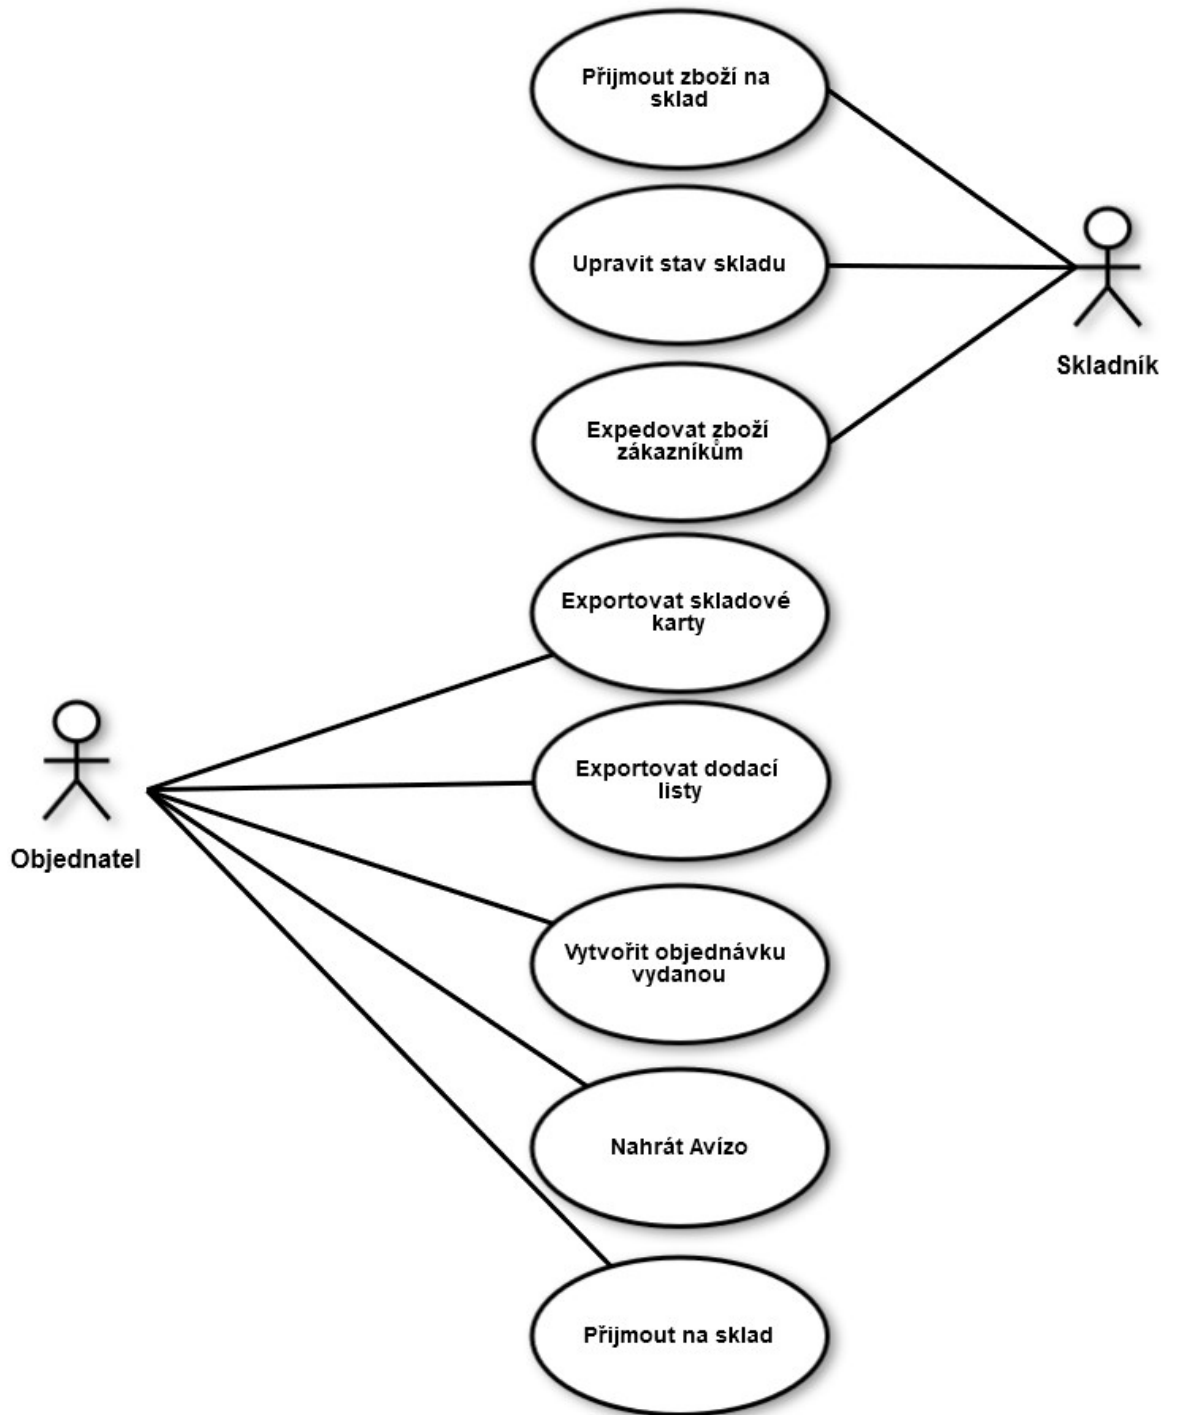 Přijmout zboží na
sklad
Upravit stav skladu
Skladník
Expedovat zboží
zákazníkům
Exportovat skladové
karty
Exportovat dodací
listy
Objednatel
Vytvořit objednávku
vydanou
Nahrát Avízo
Přijmout na sklad